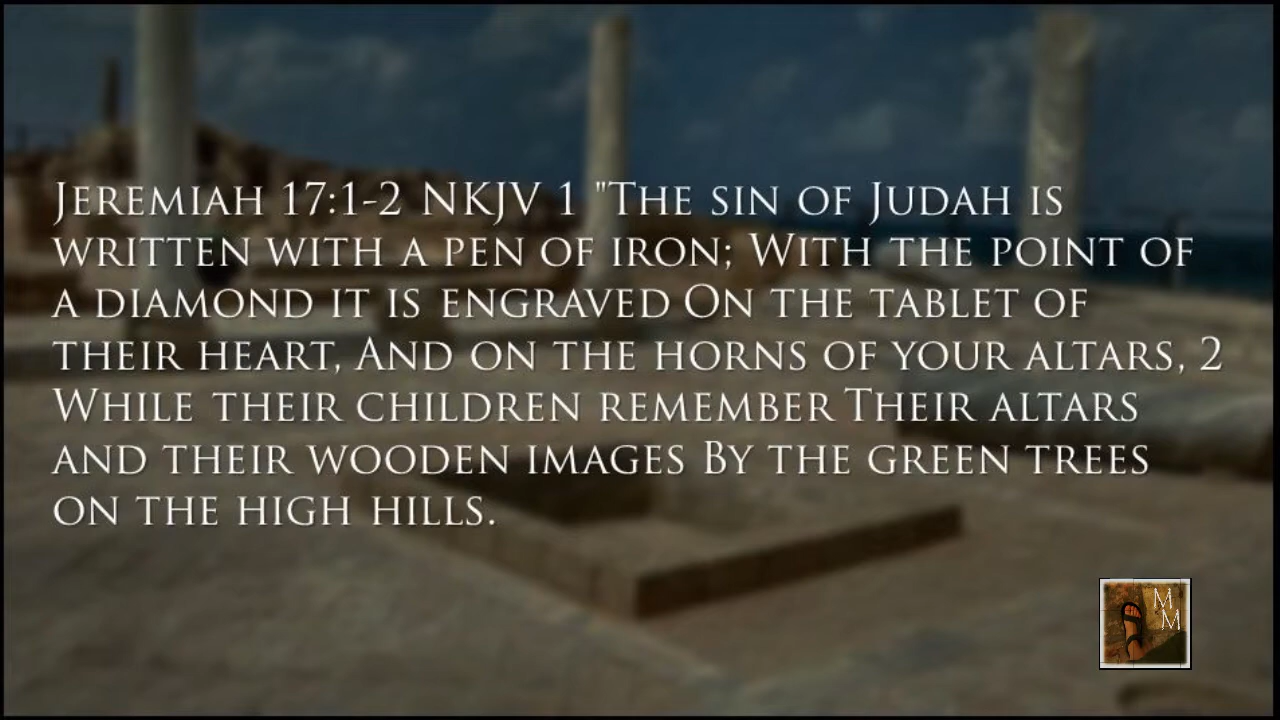 Jeremiah 17:1-2 NKJV 1 "The sin of Judah is
written with a pen of iron; With the point of
a diamond it is engraved On the tablet of
their heart, And on the horns of your altars, 2
While their children remember Their altars
and their wooden images By the green trees
on the high hills.
M
M